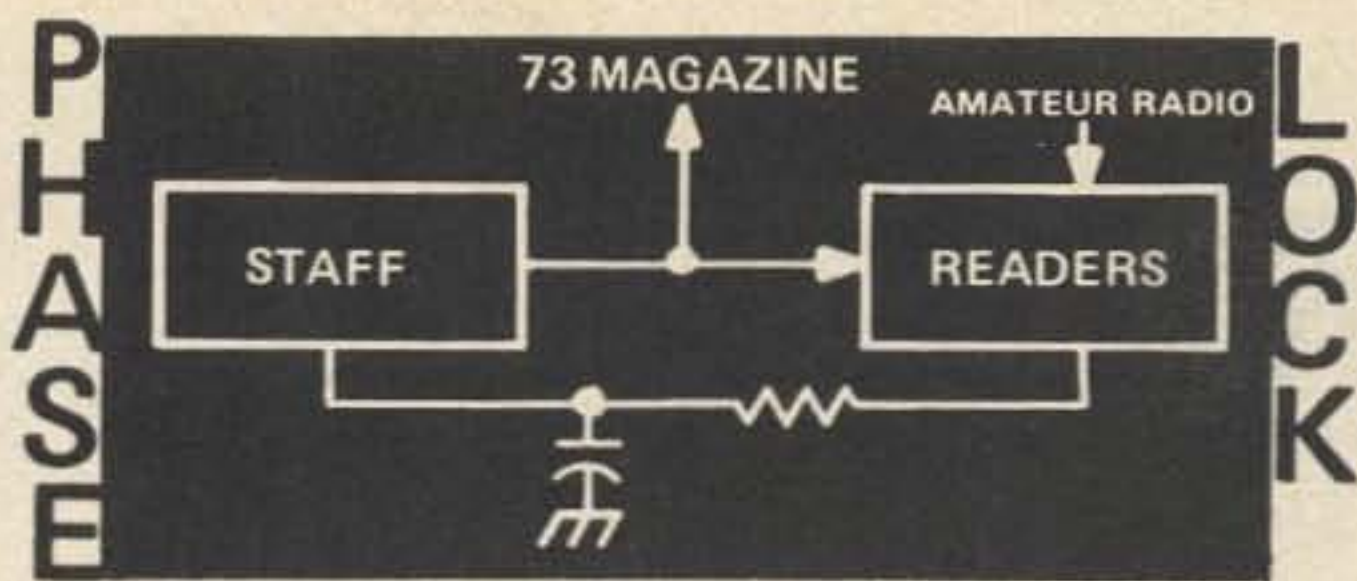 PHASE
LOCK
73 MAGAZINE
AMATEUR RADIO
STAFF
READERS